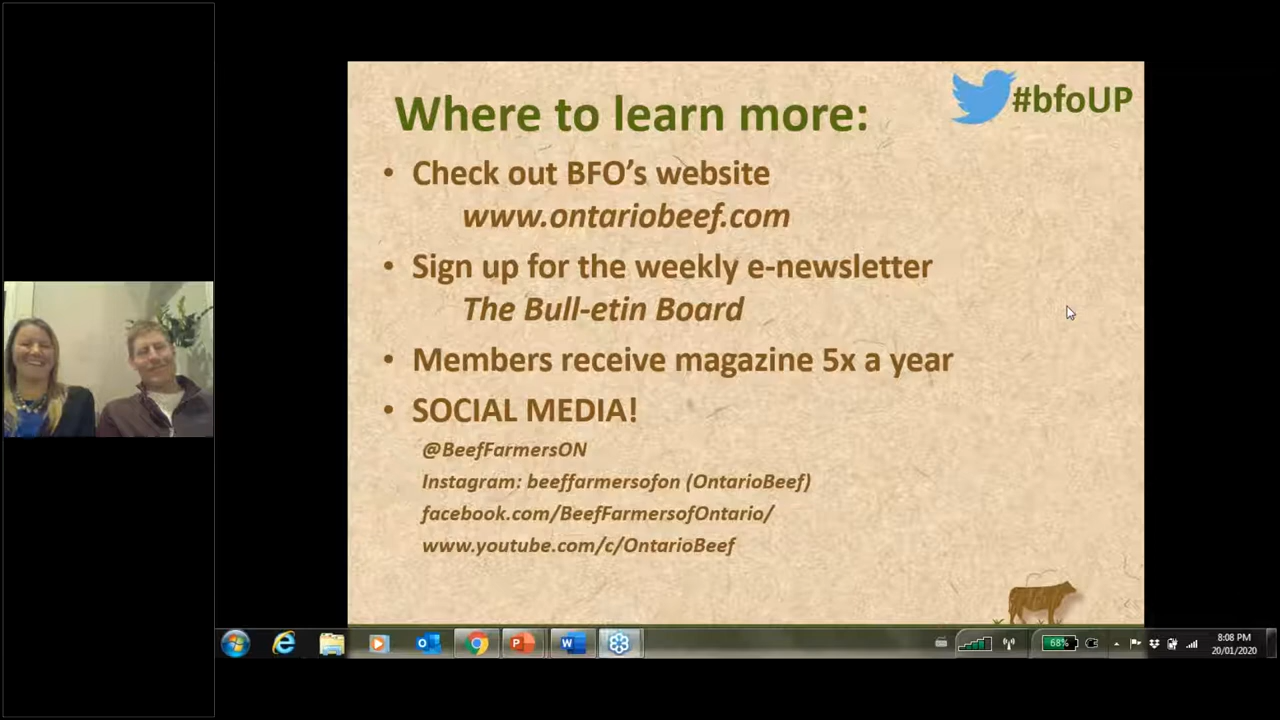 #bfoUP
Where to learn more:
• Check out BFO's website
www.ontariobeef.com
• Sign up for the weekly e-newsletter
The Bull-etin Board
• Members receive magazine 5x a year
• SOCIAL MEDIA!
@BeefFarmersON
Instagram: beeffarmersofon (OntarioBeef)
facebook.com/BeefFarmersofOntario/
www.youtube.com/c/OntarioBeef
68%
8:08 PM
20/01/2020